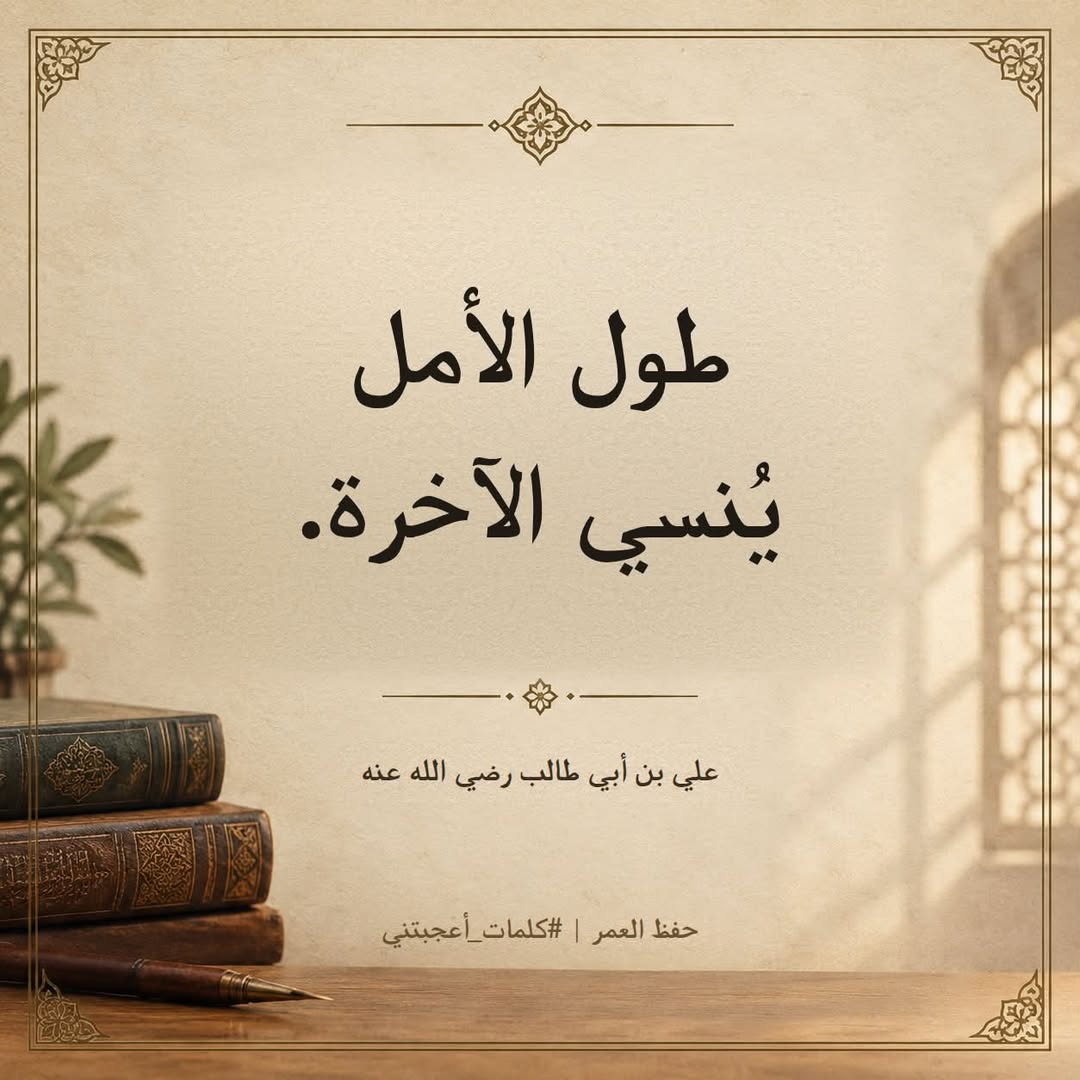 طول الأمل
يُنسي الآخرة.
علي بن أبي طالب رضي الله عنه
حفظ العمر | #كلمات_أعجبتني